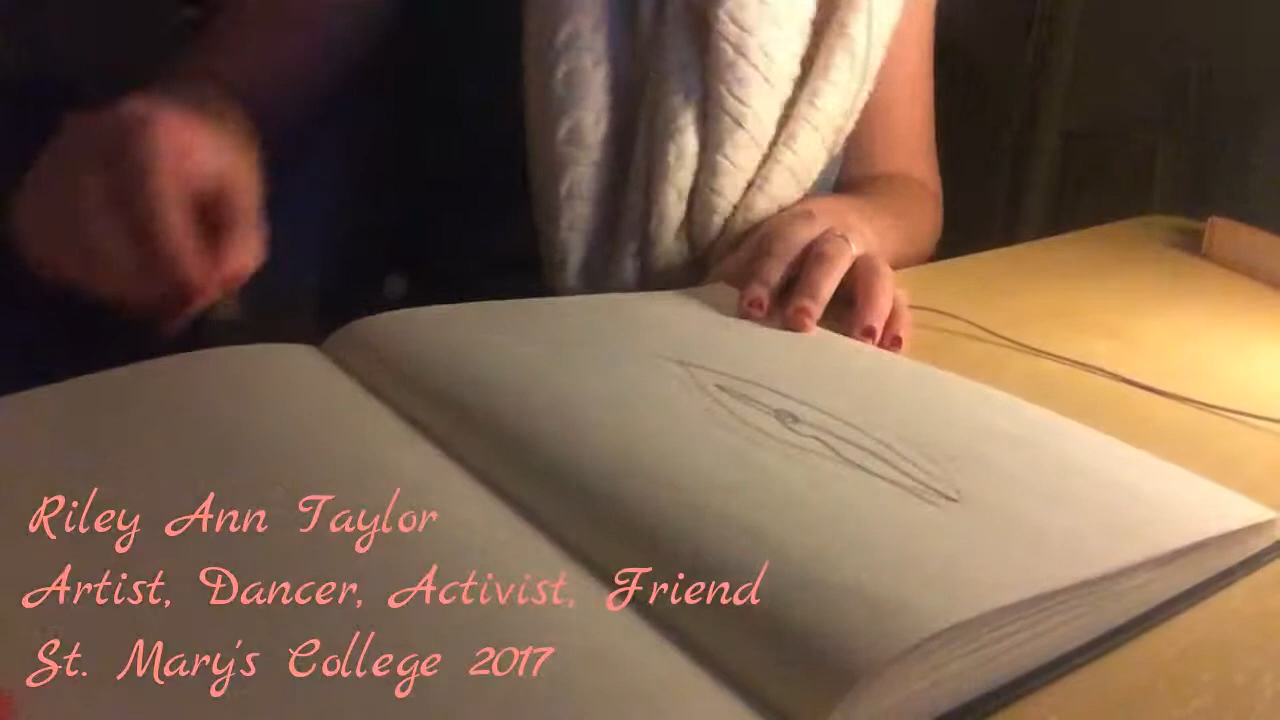 Riley Ann Taylor
Artist, Dancer, Activist, Friend
St. Mary's College 2017